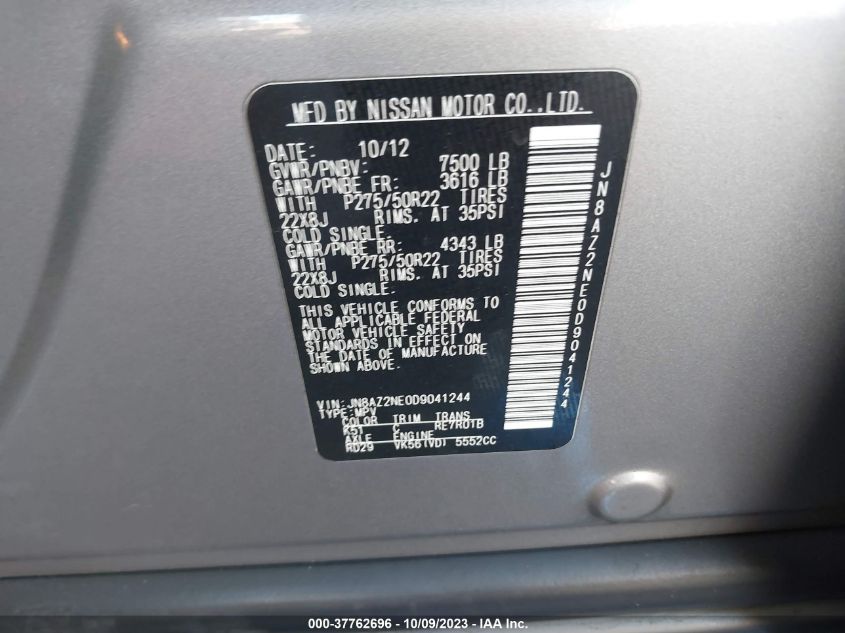 MFD BY NISSAN MOTOR CO.,LTD.
DATE: 10/12
GVWR/PNBV: 7500 LB
GAWR/PNBE FR: 3616 LB
WITH P275/50R22 TIRES
22X8J RIMS. AT 35PSI
COLD SINGLE.
GAWR/PNBE RR: 4343 LB
WITH P275/50R22 TIRES
22X8J RIMS. AT 35PSI
COLD SINGLE.
THIS VEHICLE CONFORMS TO
ALL APPLICABLE FEDERAL
MOTOR VEHICLE SAFETY
STANDARDS IN EFFECT ON
THE DATE OF MANUFACTURE
SHOWN ABOVE.
VIN: JN8AZ2NE0D9041244
TYPE: MPV
COLOR TRIM TRANS
K51 C RE7R01B
AXLE ENGINE
RD29 VK56(VD) 5552CC
JN8AZ2NE0D9041244
000-37762696 - 10/09/2023 - IAA Inc.